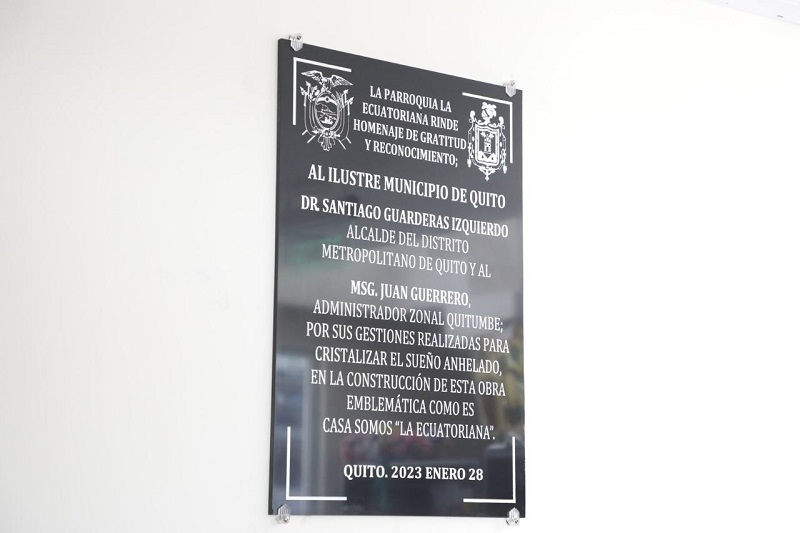 LA PARROQUIA LA
ECUATORIANA RINDE
HOMENAJE DE GRATITUD
Y RECONOCIMIENTO;
AL ILUSTRE MUNICIPIO DE QUITO
DR. SANTIAGO GUARDERAS IZQUIERDO
ALCALDE DEL DISTRITO
METROPOLITANO DE QUITO Y AL
MSG. JUAN GUERRERO,
ADMINISTRADOR ZONAL QUITUMBE;
POR SUS GESTIONES REALIZADAS PARA
CRISTALIZAR EL SUEÑO ANHELADO,
EN LA CONSTRUCCIÓN DE ESTA OBRA
EMBLEMÁTICA COMO ES
CASA SOMOS “LA ECUATORIANA”.
QUITO. 2023 ENERO 28